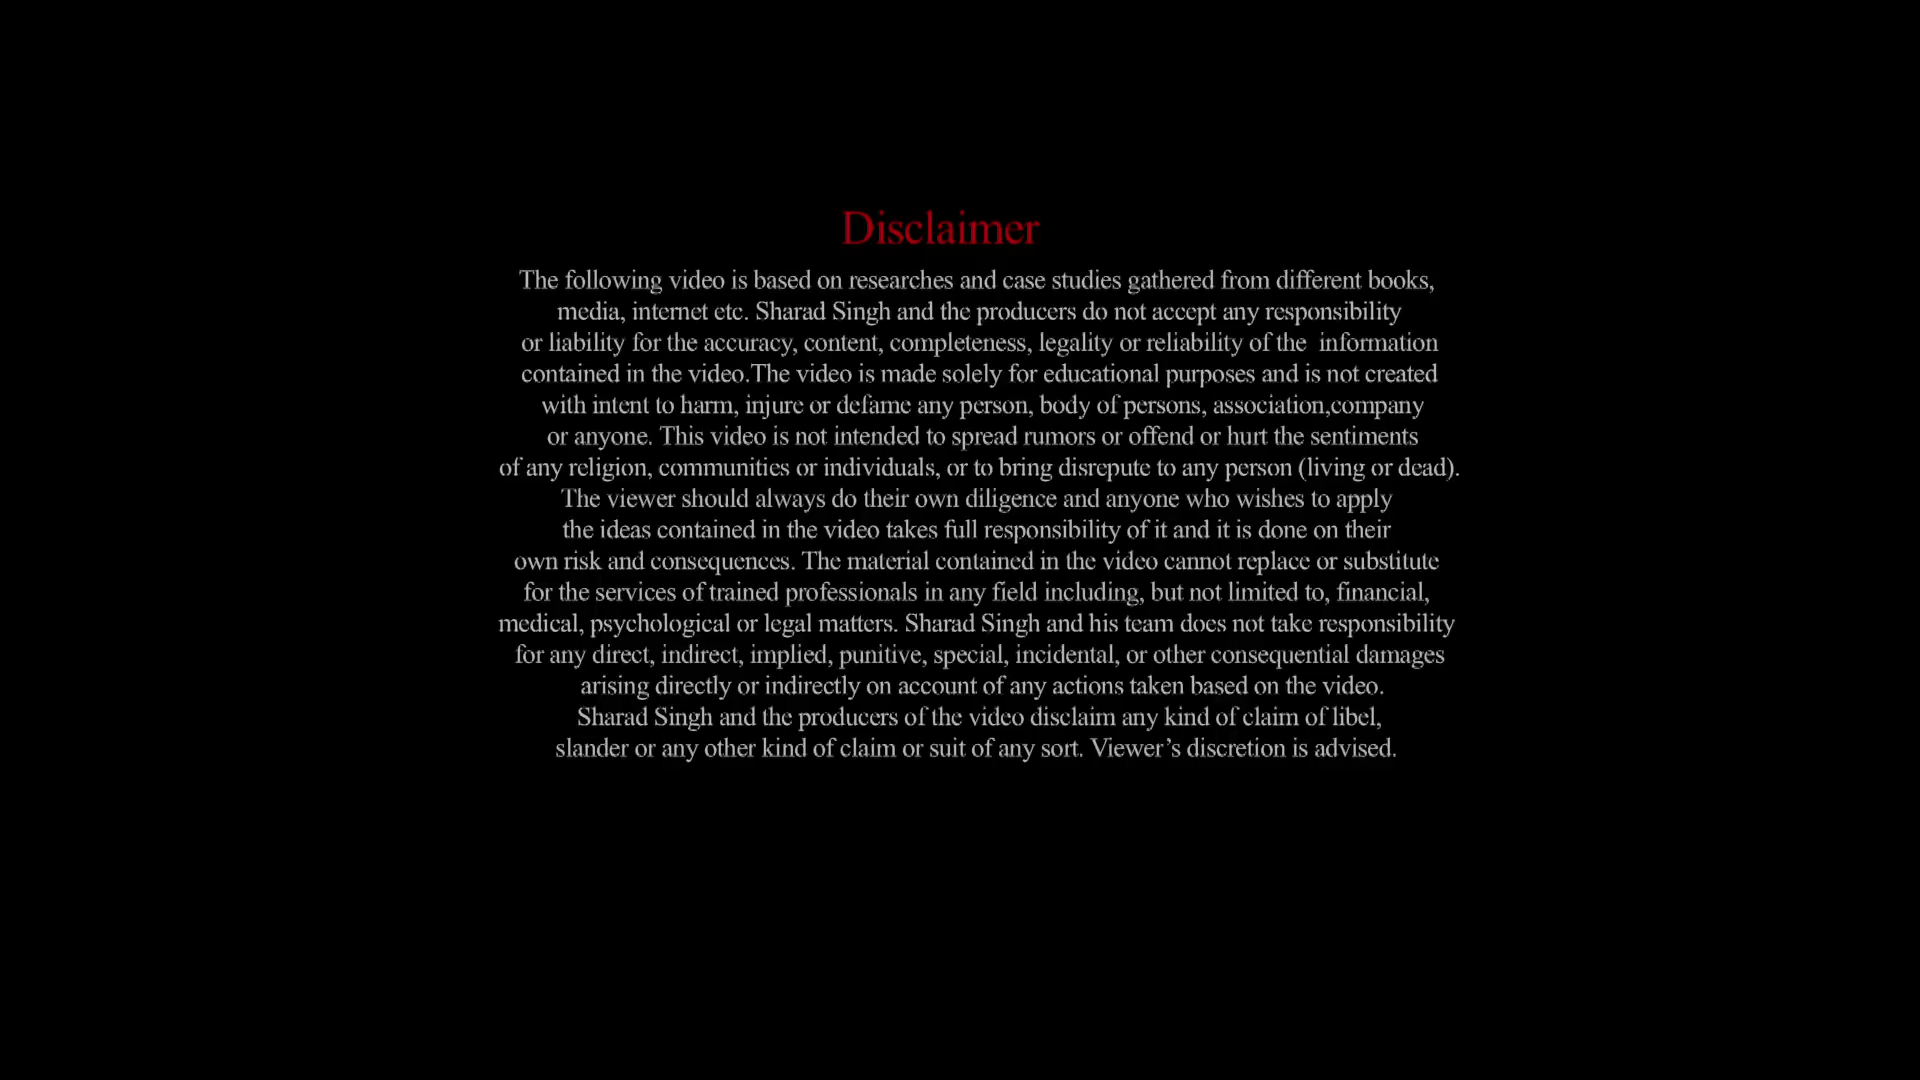 Disclaimer
The following video is based on researches and case studies gathered from different books,
media, internet etc. Sharad Singh and the producers do not accept any responsibility
or liability for the accuracy, content, completeness, legality or reliability of the  information
contained in the video.The video is made solely for educational purposes and is not created
with intent to harm, injure or defame any person, body of persons, association,company
or anyone. This video is not intended to spread rumors or offend or hurt the sentiments
of any religion, communities or individuals, or to bring disrepute to any person (living or dead).
The viewer should always do their own diligence and anyone who wishes to apply
the ideas contained in the video takes full responsibility of it and it is done on their
own risk and consequences. The material contained in the video cannot replace or substitute
for the services of trained professionals in any field including, but not limited to, financial,
medical, psychological or legal matters. Sharad Singh and his team does not take responsibility
for any direct, indirect, implied, punitive, special, incidental, or other consequential damages
arising directly or indirectly on account of any actions taken based on the video.
Sharad Singh and the producers of the video disclaim any kind of claim of libel,
slander or any other kind of claim or suit of any sort. Viewer’s discretion is advised.